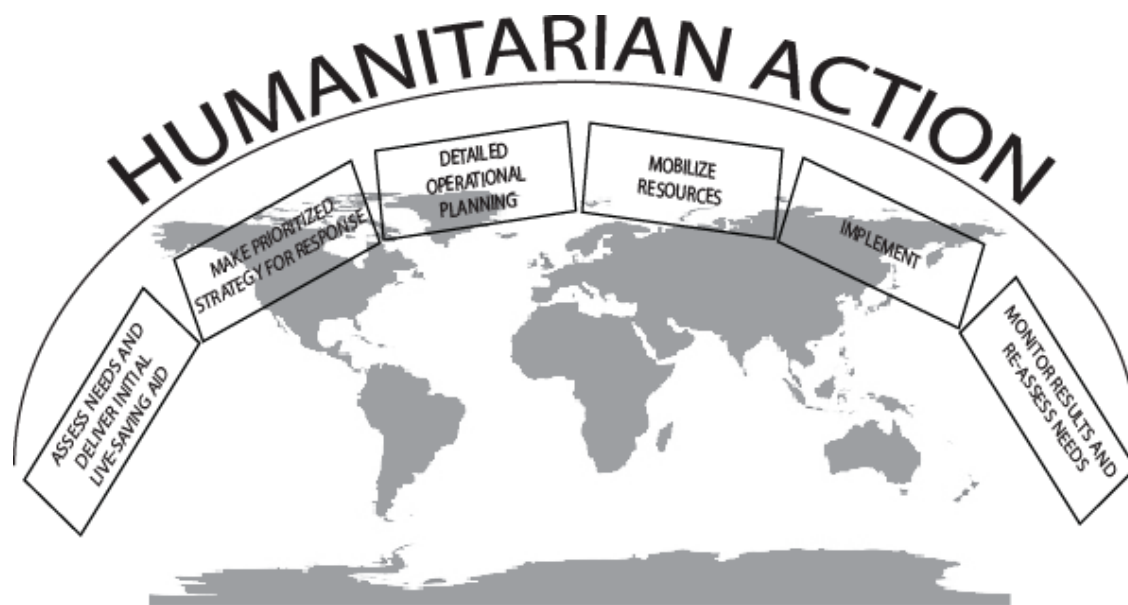 HUMANITARIAN ACTION
ASSESS NEEDS AND
DELIVER INITIAL
LIVE-SAVING AID
MAKE PRIORITIZED
STRATEGY FOR RESPONSE
DETAILED
OPERATIONAL
PLANNING
MOBILIZE
RESOURCES
IMPLEMENT
MONITOR RESULTS AND
RE-ASSESS NEEDS